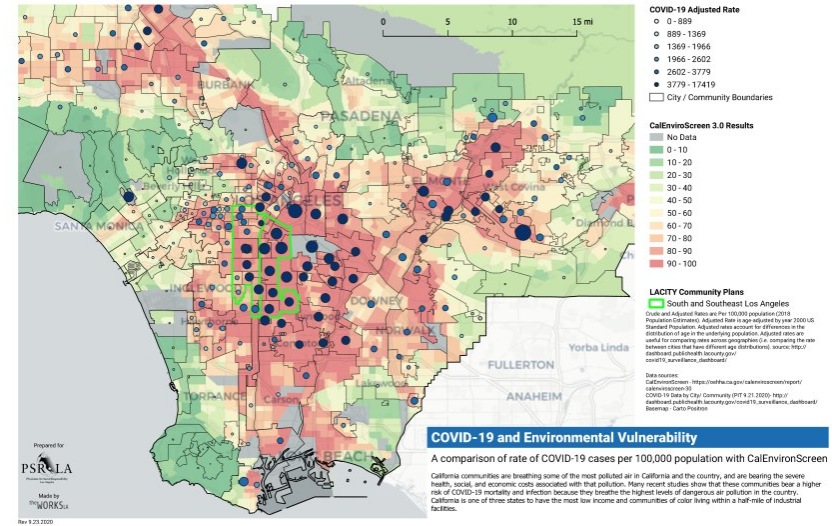 0 5 10 15 mi
BURBANK
Altadena
PASADENA
EL MONTE
West Covina
Beverly Hills
LOS ANGELES
SANTA MONICA
Diamond B
INGLEWOOD
DOWNEY
NORWALK
Lakewood
TORRANCE
Carson
BEACH
Yorba Linda
FULLERTON
ANAHEIM
COVID-19 Adjusted Rate
0 - 889
889 - 1369
1369 - 1966
1966 - 2602
2602 - 3779
3779 - 17419
City / Community Boundaries
CalEnviroScreen 3.0 Results
No Data
0 - 10
10 - 20
20 - 30
30 - 40
40 - 50
50 - 60
60 - 70
70 - 80
80 - 90
90 - 100
LACITY Community Plans
South and Southeast Los Angeles
Crude and Adjusted Rates are Per 100,000 population (2018
Population Estimates). Adjusted Rate is age-adjusted by year 2000 US
Standard Population. Adjusted rates account for differences in the
distribution of age in the underlying population. Adjusted rates are
useful for comparing rates across geographies (i.e. comparing the rate
between cities that have different age distributions). source: http://
dashboard.publichealth.lacounty.gov/
covid19_surveillance_dashboard/
Data sources:
CalEnviroScreen - https://oehha.ca.gov/calenviroscreen/report/
calenviroscreen-30
COVID-19 Data by City/ Community (PIT 9.21.2020)- http://
dashboard.publichealth.lacounty.gov/covid19_surveillance_dashboard/
Basemap - Carto Positron
COVID-19 and Environmental Vulnerability
A comparison of rate of COVID-19 cases per 100,000 population with CalEnviroScreen
California communities are breathing some of the most polluted air in California and the country, and are bearing the severe
health, social, and economic costs associated with that pollution. Many recent studies show that these communities bear a higher
risk of COVID-19 mortality and infection because they breathe the highest levels of dangerous air pollution in the country.
California is one of three states to have the most low income and communities of color living within a half-mile of industrial
facilities.
Prepared for
PSR-LA
Made by
WORKS
Rev 9.23.2020